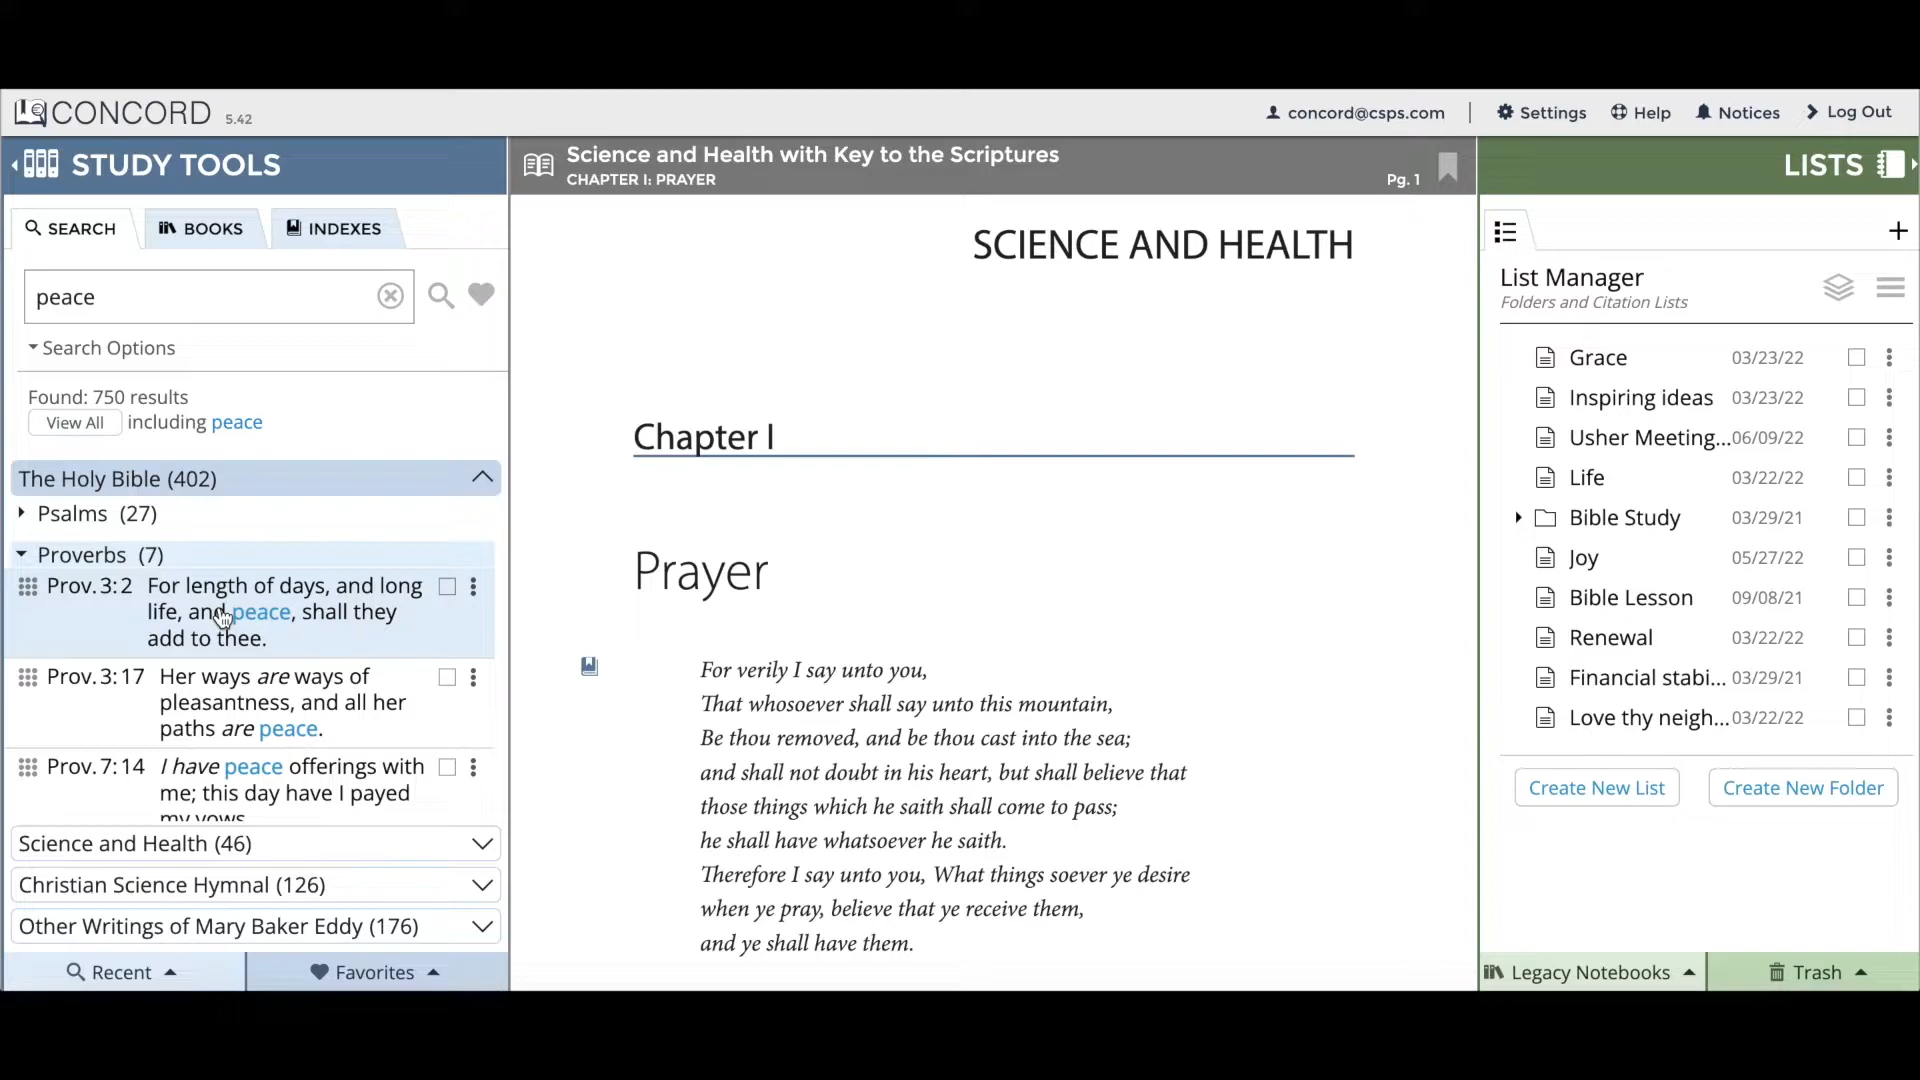 CONCORD 5.42
concord@csps.com | Settings Help Notices Log Out
STUDY TOOLS
SEARCH BOOKS INDEXES
peace
Search Options
Found: 750 results
View All including peace
The Holy Bible (402)
Psalms (27)
Proverbs (7)
Prov. 3:2 For length of days, and long
life, and peace, shall they
add to thee.
Prov. 3:17 Her ways are ways of
pleasantness, and all her
paths are peace.
Prov. 7:14 I have peace offerings with
me; this day have I payed
my vows
Science and Health (46)
Christian Science Hymnal (126)
Other Writings of Mary Baker Eddy (176)
Recent Favorites
Science and Health with Key to the Scriptures
CHAPTER I: PRAYER Pg. 1
SCIENCE AND HEALTH
Chapter I
Prayer
For verily I say unto you,
That whosoever shall say unto this mountain,
Be thou removed, and be thou cast into the sea;
and shall not doubt in his heart, but shall believe that
those things which he saith shall come to pass;
he shall have whatsoever he saith.
Therefore I say unto you, What things soever ye desire
when ye pray, believe that ye receive them,
and ye shall have them.
LISTS
List Manager
Folders and Citation Lists
Grace 03/23/22
Inspiring ideas 03/23/22
Usher Meeting... 06/09/22
Life 03/22/22
Bible Study 03/29/21
Joy 05/27/22
Bible Lesson 09/08/21
Renewal 03/22/22
Financial stabi... 03/29/21
Love thy neigh... 03/22/22
Create New List Create New Folder
Legacy Notebooks Trash